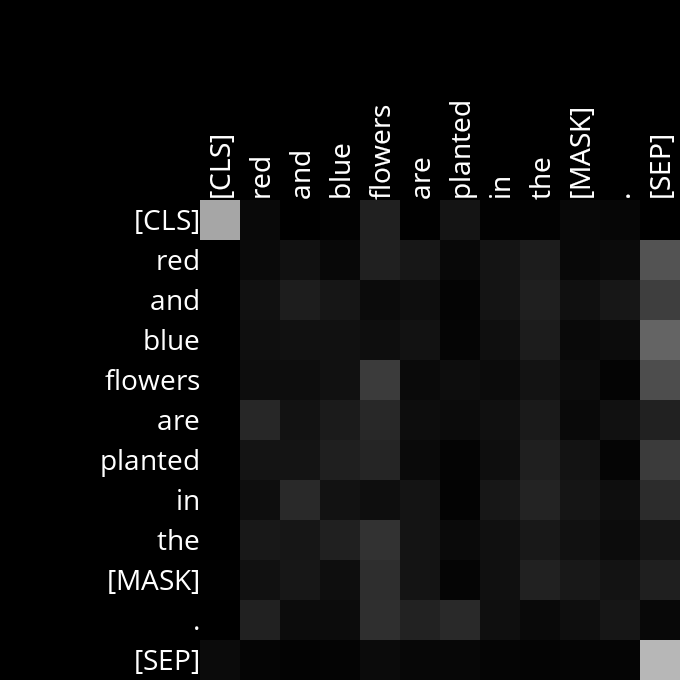 [CLS] red and blue flowers are planted in the [MASK] . [SEP]
[CLS]
red
and
blue
flowers
are
planted
in
the
[MASK]
.
[SEP]